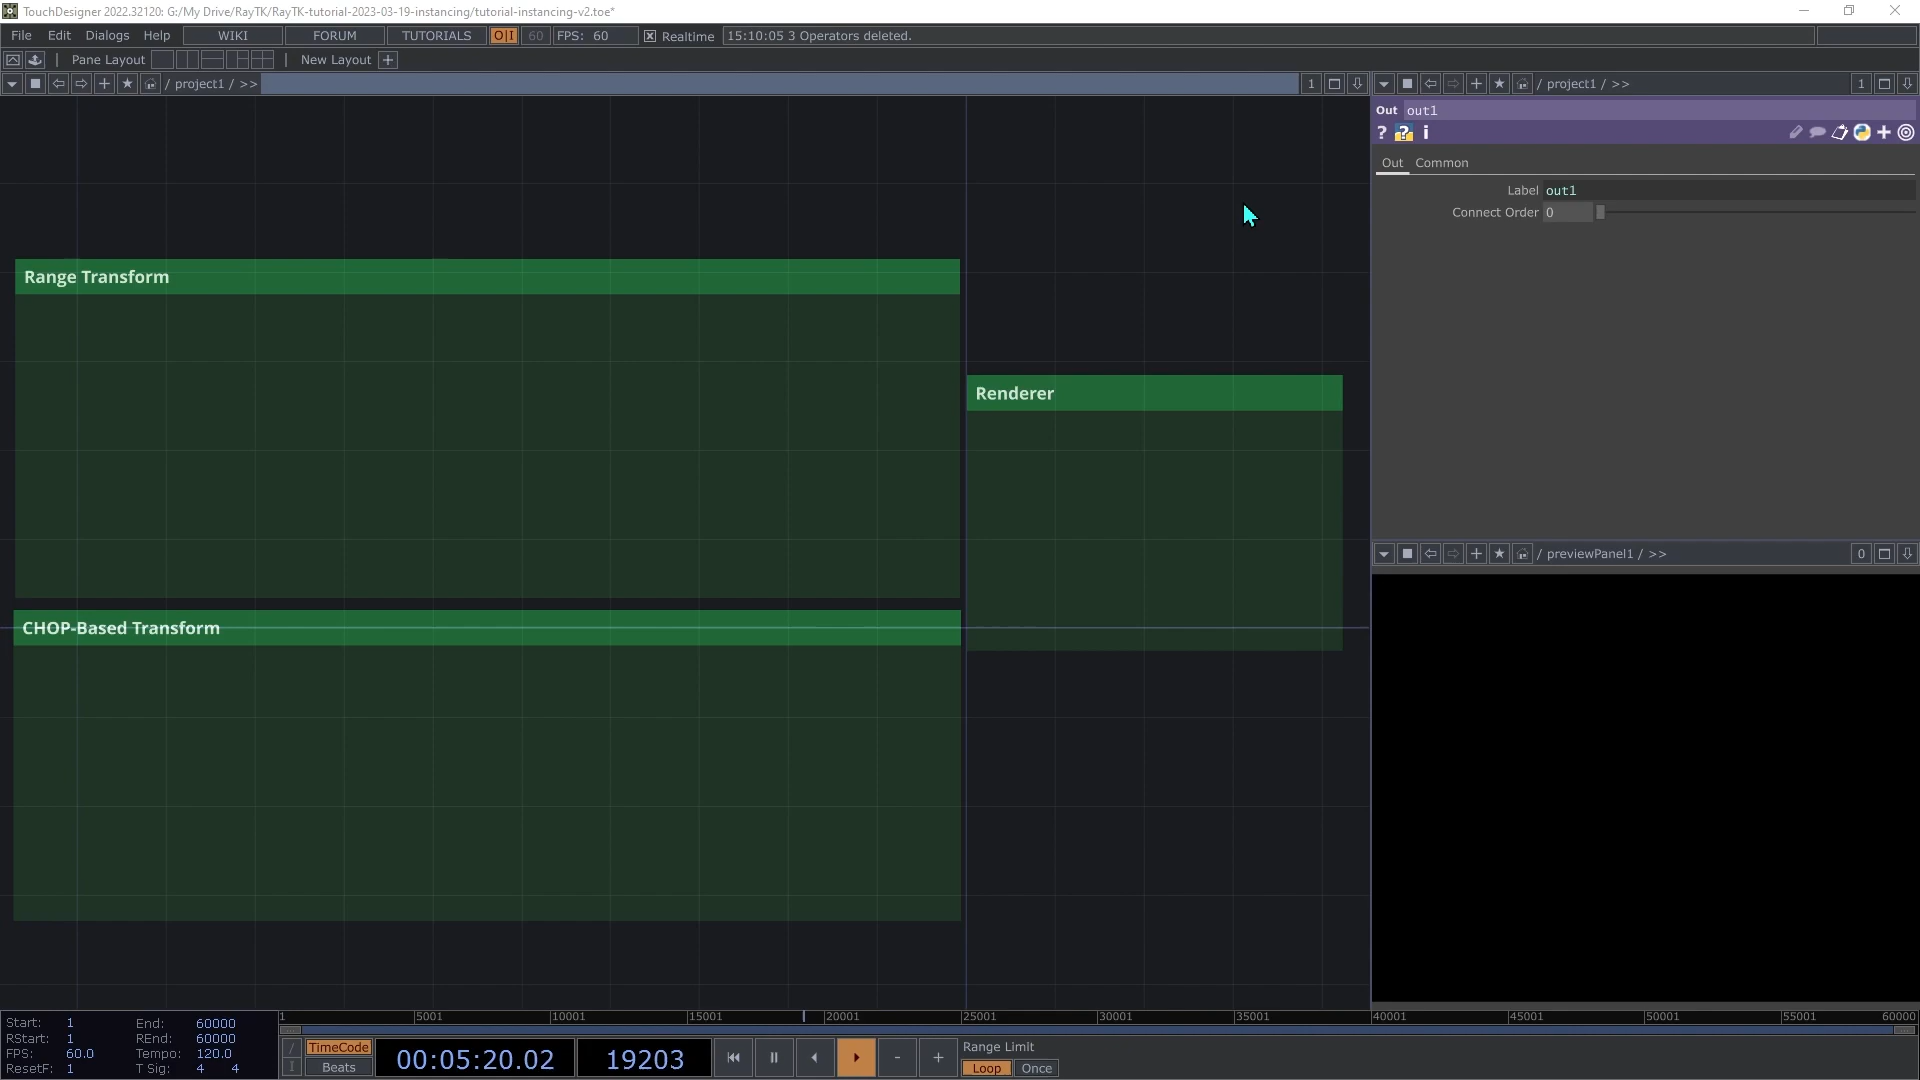 TouchDesigner 2022.32120: G:/My Drive/RayTK/RayTK-tutorial-2023-03-19-instancing/tutorial-instancing-v2.toe*
File Edit Dialogs Help WIKI FORUM TUTORIALS O|I 60 FPS: 60 Realtime 15:10:05 3 Operators deleted.
Pane Layout New Layout +
/ project1 / >> 1
/ project1 / >> 1
Out out1
? ? i
Out Common
Label out1
Connect Order 0
Range Transform
Renderer
CHOP-Based Transform
/ previewPanel1 / >> 0
1 5001 10001 15001 20001 25001 30001 35001 40001 45001 50001 55001 60000
Start: 1 End: 60000
RStart: 1 REnd: 60000
FPS: 60.0 Tempo: 120.0
ResetF: 1 T Sig: 4 4
TimeCode
Beats
00:05:20.02
19203
- +
Range Limit
Loop Once